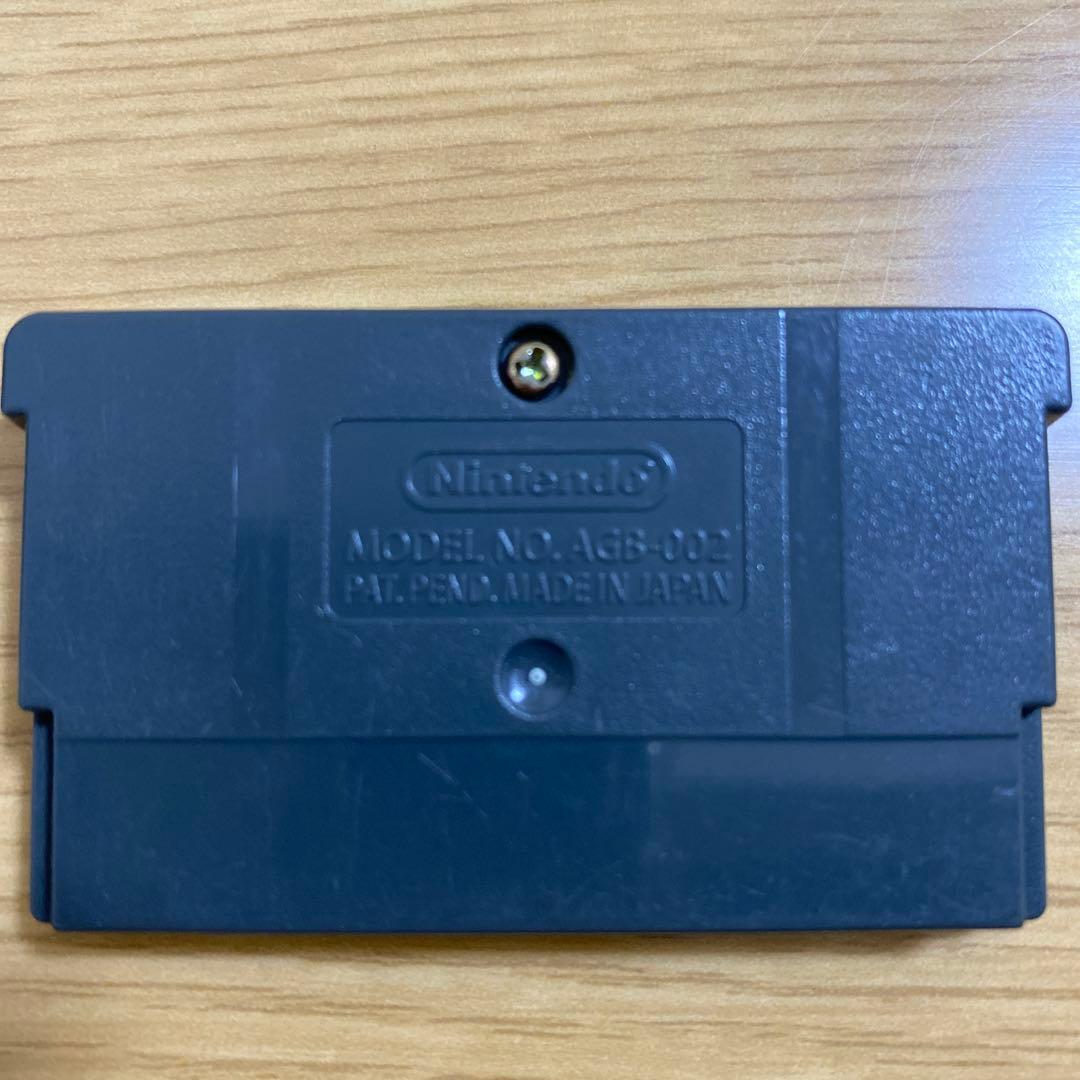 Nintendo
MODEL NO. AGB-002
PAT. PEND. MADE IN JAPAN